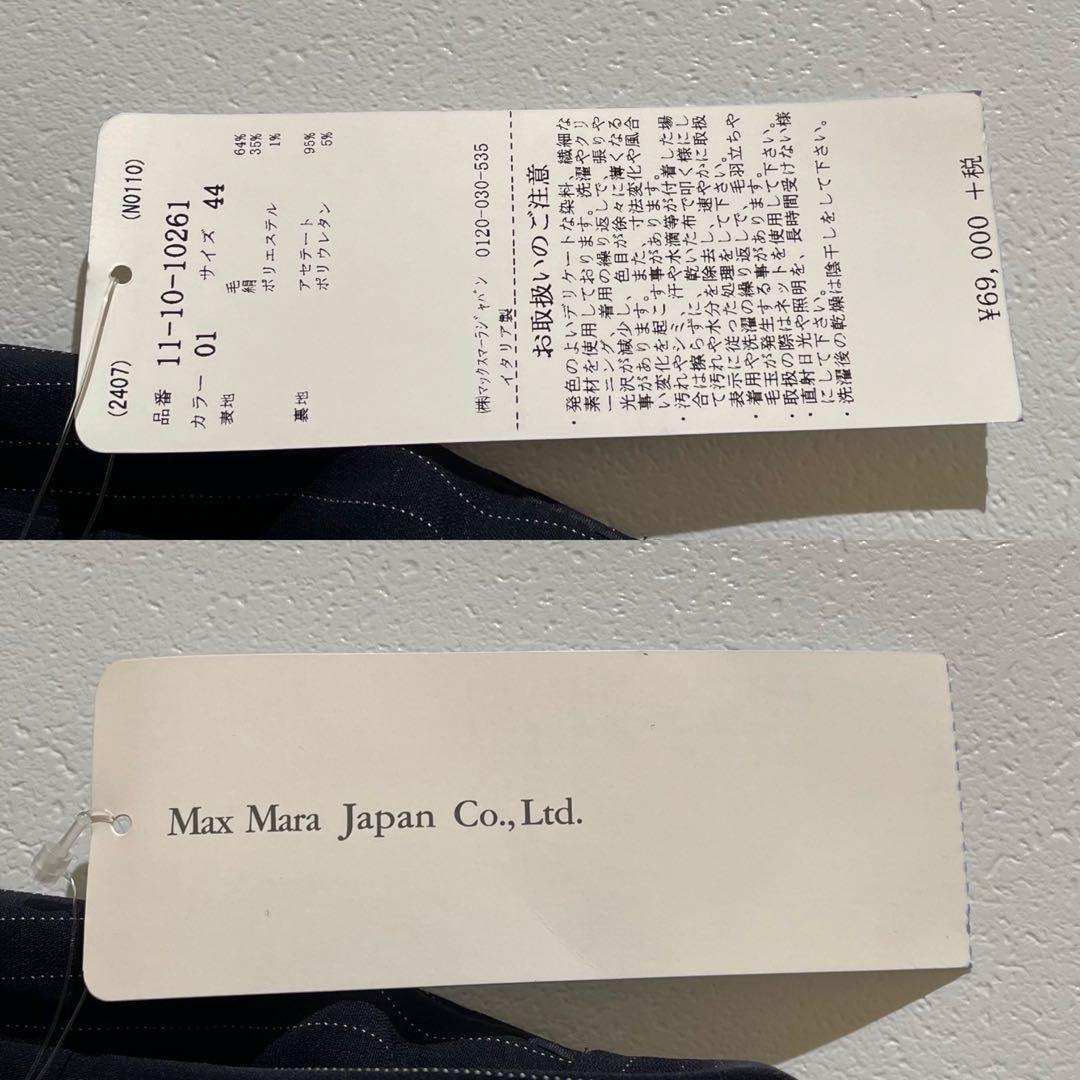 (2407) (N0110)
品番 11-10-10261
カラー 01 サイズ 44
表地 毛 64%
絹 35%
ポリエステル 1%
裏地 アセテート 95%
ポリウレタン 5%
(株)マックスマーラジャパン 0120-030-535
イタリア製
お取扱いのご注意
・発色のよいデリケートな染料、繊細な
素材を使用しております。洗濯やクリ
ーニング、着用の繰り返しで、張りや
光沢が減少し、色目が徐々に薄くなる
事があります。また、寸法変化や風合
い変化を起こす事があります。
・汚れやシミ、汗や水滴等が付着した場
合は擦らずに、乾いた布で叩く様にし
て汚れや水分を除去し、速やかに取扱
表示に従った処理をして下さい。
・着用や洗濯の繰り返しで、毛羽立ちや
毛玉が発生する事があります。
・取扱の際はネットを使用して下さい。
・直射日光や照明を、長時間受けない様
にして下さい。
・洗濯後の乾燥は陰干しをして下さい。
¥69,000 +税
Max Mara Japan Co.,Ltd.